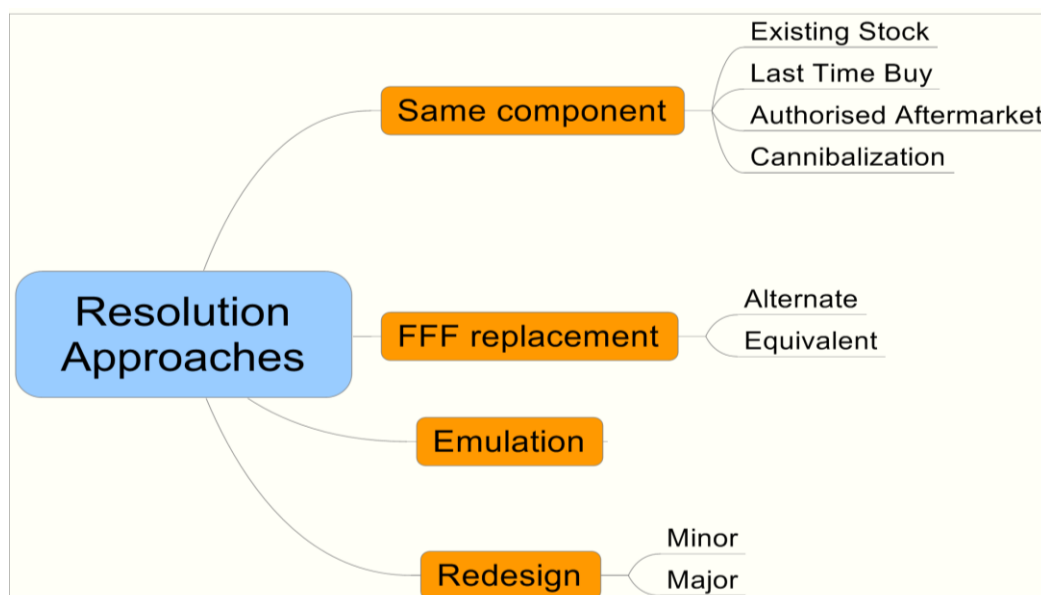 Resolution
Approaches
Same component
Existing Stock
Last Time Buy
Authorised Aftermarket
Cannibalization
FFF replacement
Alternate
Equivalent
Emulation
Redesign
Minor
Major